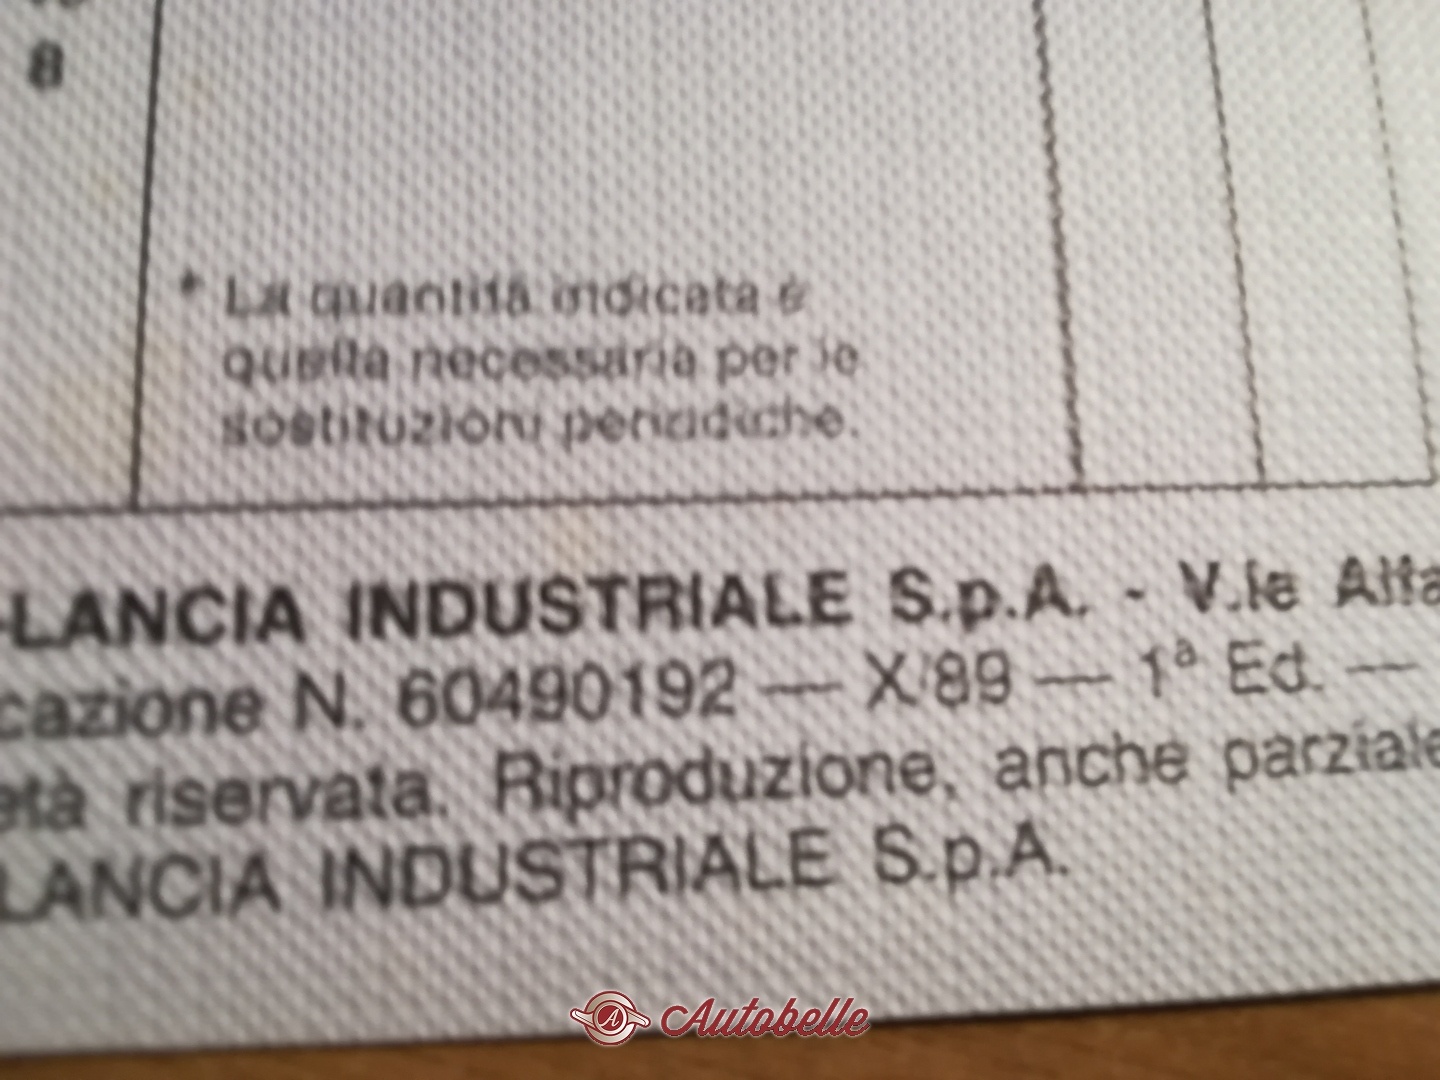 8
* La quantità indicata è
quella necessaria per le
sostituzioni periodiche.
-LANCIA INDUSTRIALE S.p.A. - V.le Alfa
cazione N. 60490192 — X/89 — 1ª Ed. —
età riservata. Riproduzione, anche parziale
LANCIA INDUSTRIALE S.p.A.
A Autobelle